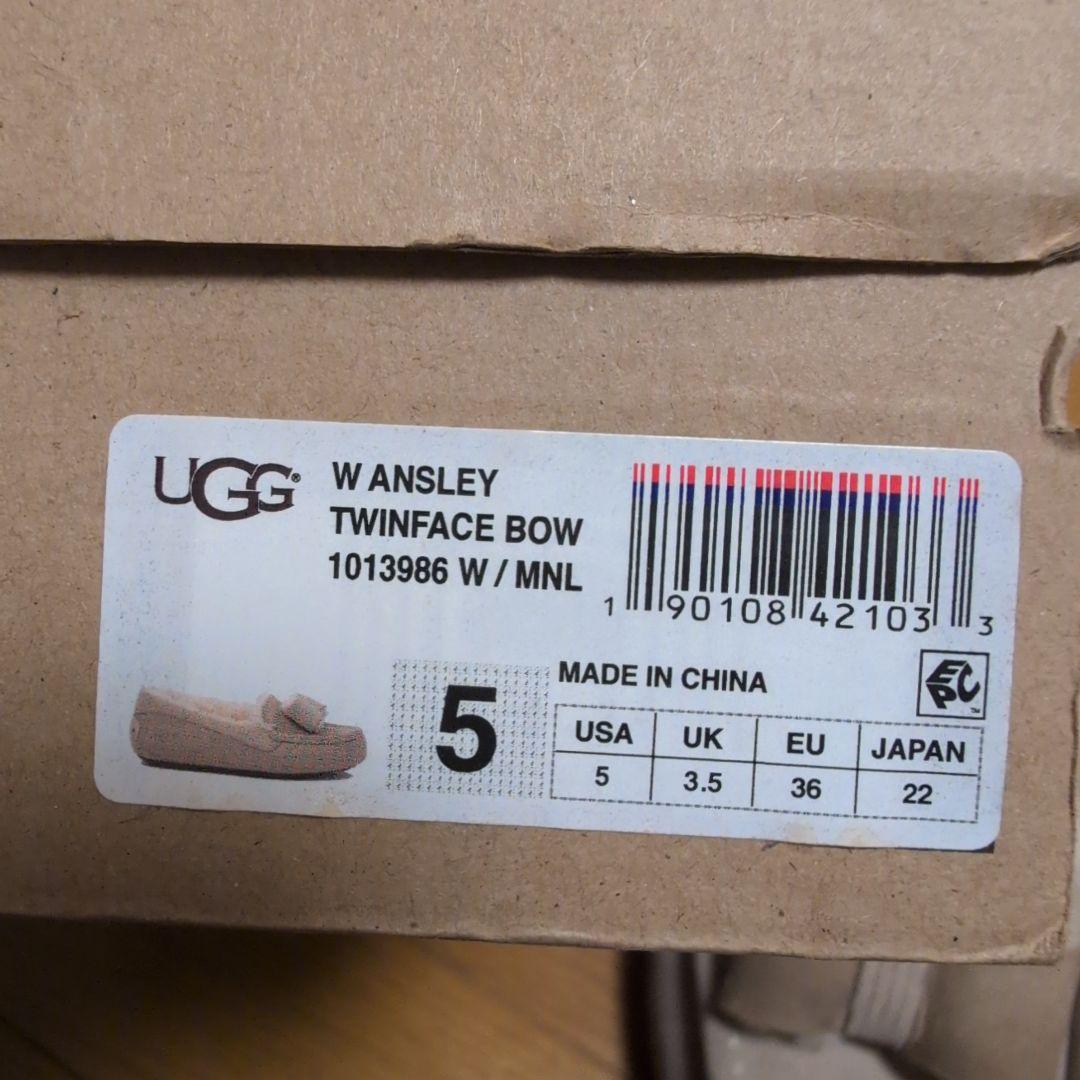 UGG®
W ANSLEY
TWINFACE BOW
1013986 W / MNL
1 90108 42103 3
MADE IN CHINA
EPC™
5
USA UK EU JAPAN
5 3.5 36 22